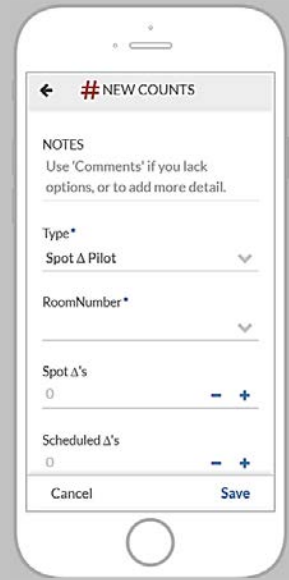 # NEW COUNTS
NOTES
Use 'Comments' if you lack
options, or to add more detail.
Type*
Spot Δ Pilot
RoomNumber*
Spot Δ's
0
Scheduled Δ's
0
Cancel Save